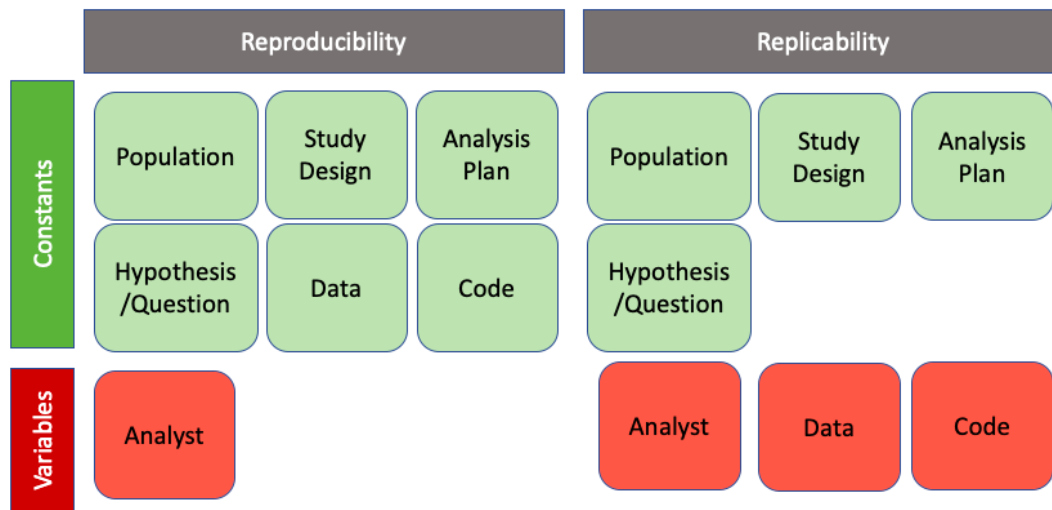 Reproducibility
Replicability
Constants
Population
Study
Design
Analysis
Plan
Population
Study
Design
Analysis
Plan
Hypothesis
/Question
Data
Code
Hypothesis
/Question
Variables
Analyst
Analyst
Data
Code